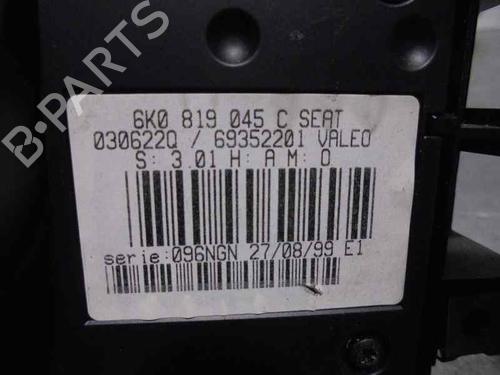 B-PARTS
6K0 819 045 C SEAT
030622Q / 69352201 VALEO
S: 3 01 H: A M: 0
serie:096NGN 27/08/99 E1